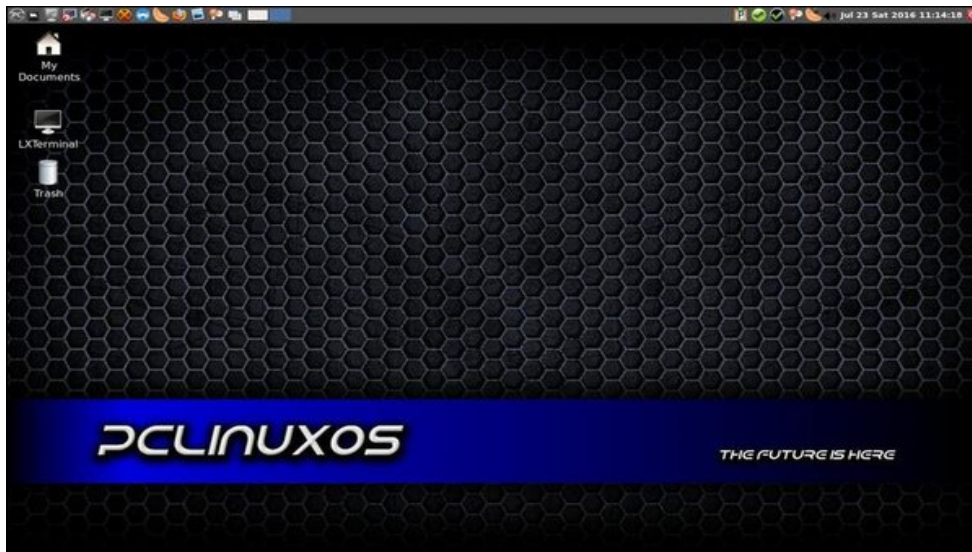 Jul 23 Sat 2016 11:14:18
My
Documents
LXTerminal
Trash
PCLINUXOS
THE FUTURE IS HERE